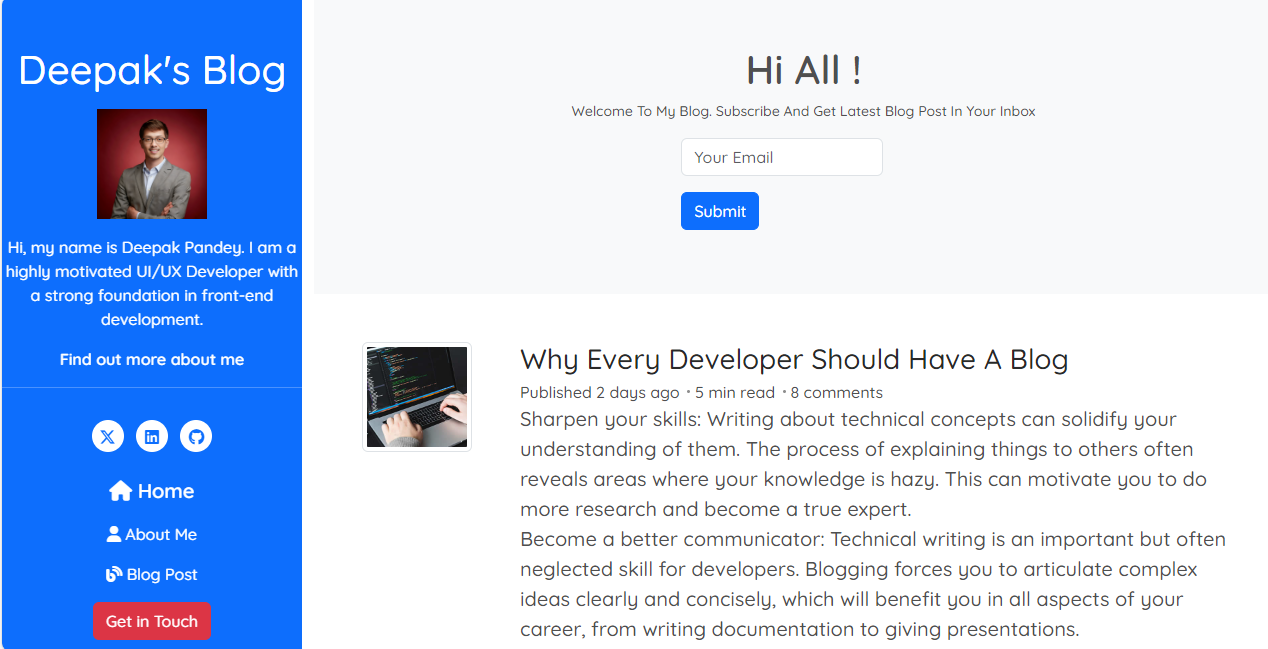 Deepak's Blog
Hi, my name is Deepak Pandey. I am a
highly motivated UI/UX Developer with
a strong foundation in front-end
development.
Find out more about me
Home
About Me
Blog Post
Get in Touch
Hi All !
Welcome To My Blog. Subscribe And Get Latest Blog Post In Your Inbox
Your Email
Submit
Why Every Developer Should Have A Blog
Published 2 days ago • 5 min read • 8 comments
Sharpen your skills: Writing about technical concepts can solidify your
understanding of them. The process of explaining things to others often
reveals areas where your knowledge is hazy. This can motivate you to do
more research and become a true expert.
Become a better communicator: Technical writing is an important but often
neglected skill for developers. Blogging forces you to articulate complex
ideas clearly and concisely, which will benefit you in all aspects of your
career, from writing documentation to giving presentations.